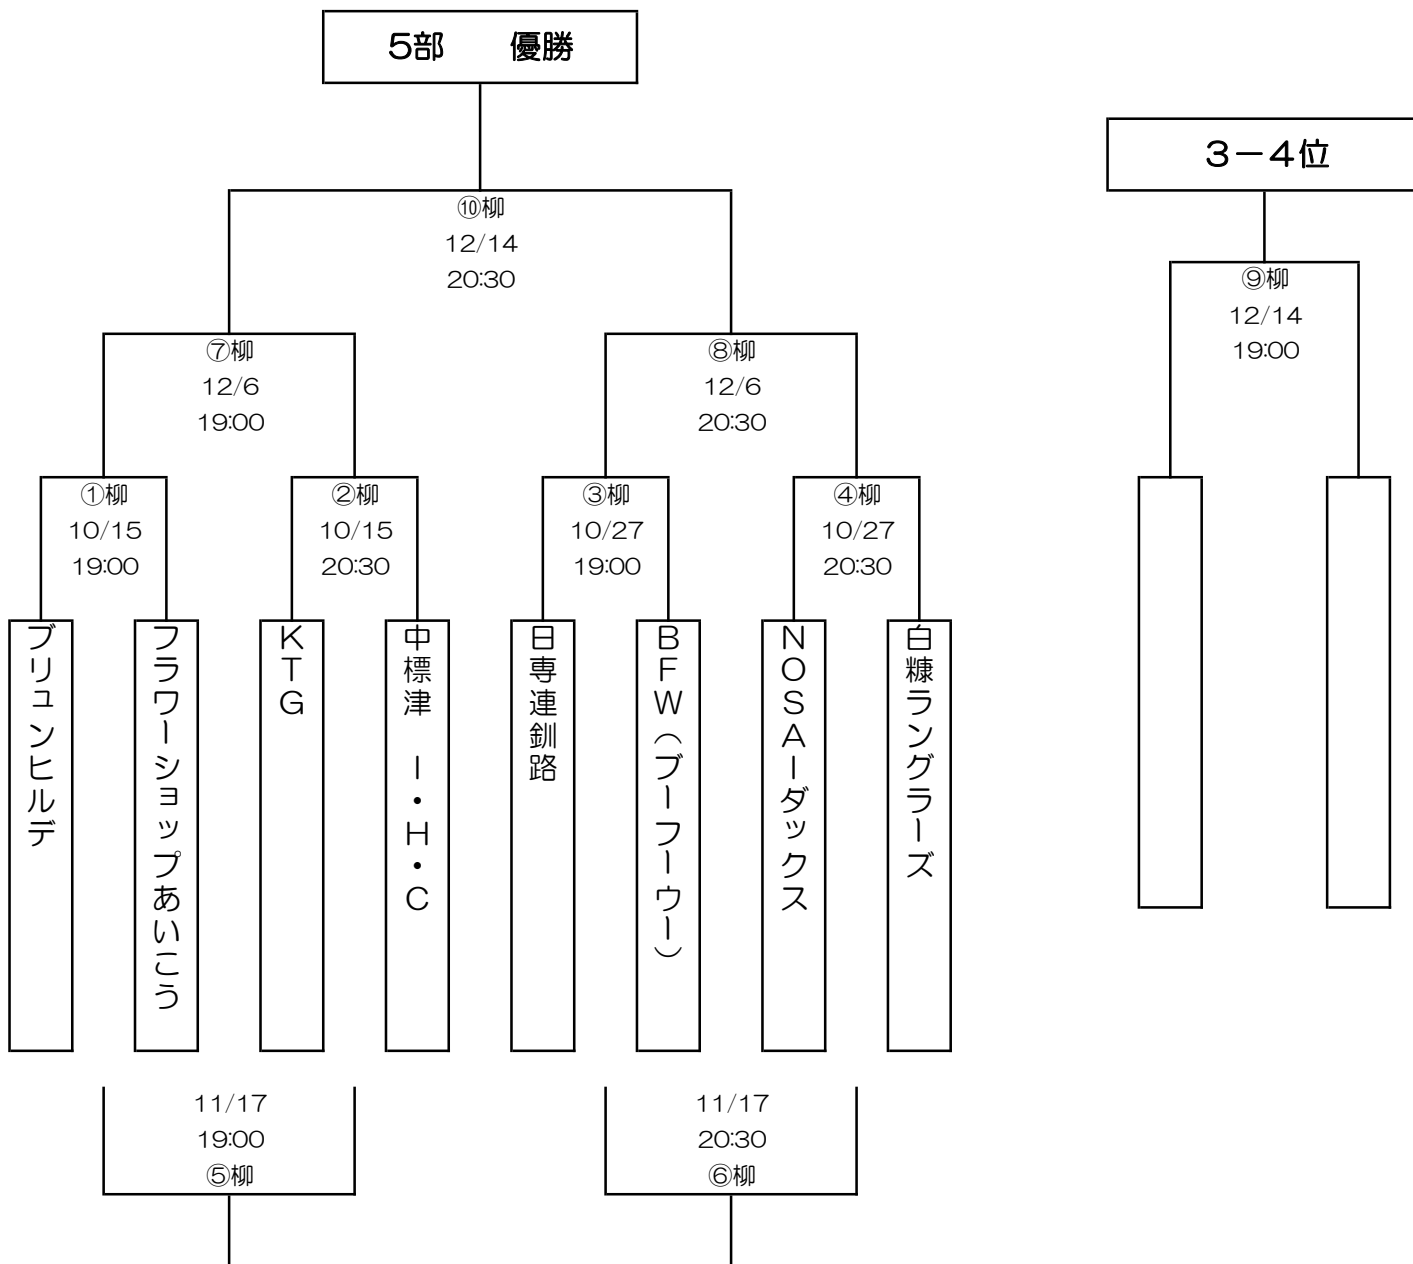 5部　優勝
3－4位
⑩柳
12/14
20:30
⑨柳
12/14
19:00
⑦柳
12/6
19:00
⑧柳
12/6
20:30
①柳
10/15
19:00
②柳
10/15
20:30
③柳
10/27
19:00
④柳
10/27
20:30
ブリュンヒルデ
フラワーショップあいこう
KTG
中標津　I・H・C
日専連釧路
BFW（ブーフーウー）
NOSAIダックス
白糠ラングラーズ
11/17
19:00
⑤柳
11/17
20:30
⑥柳